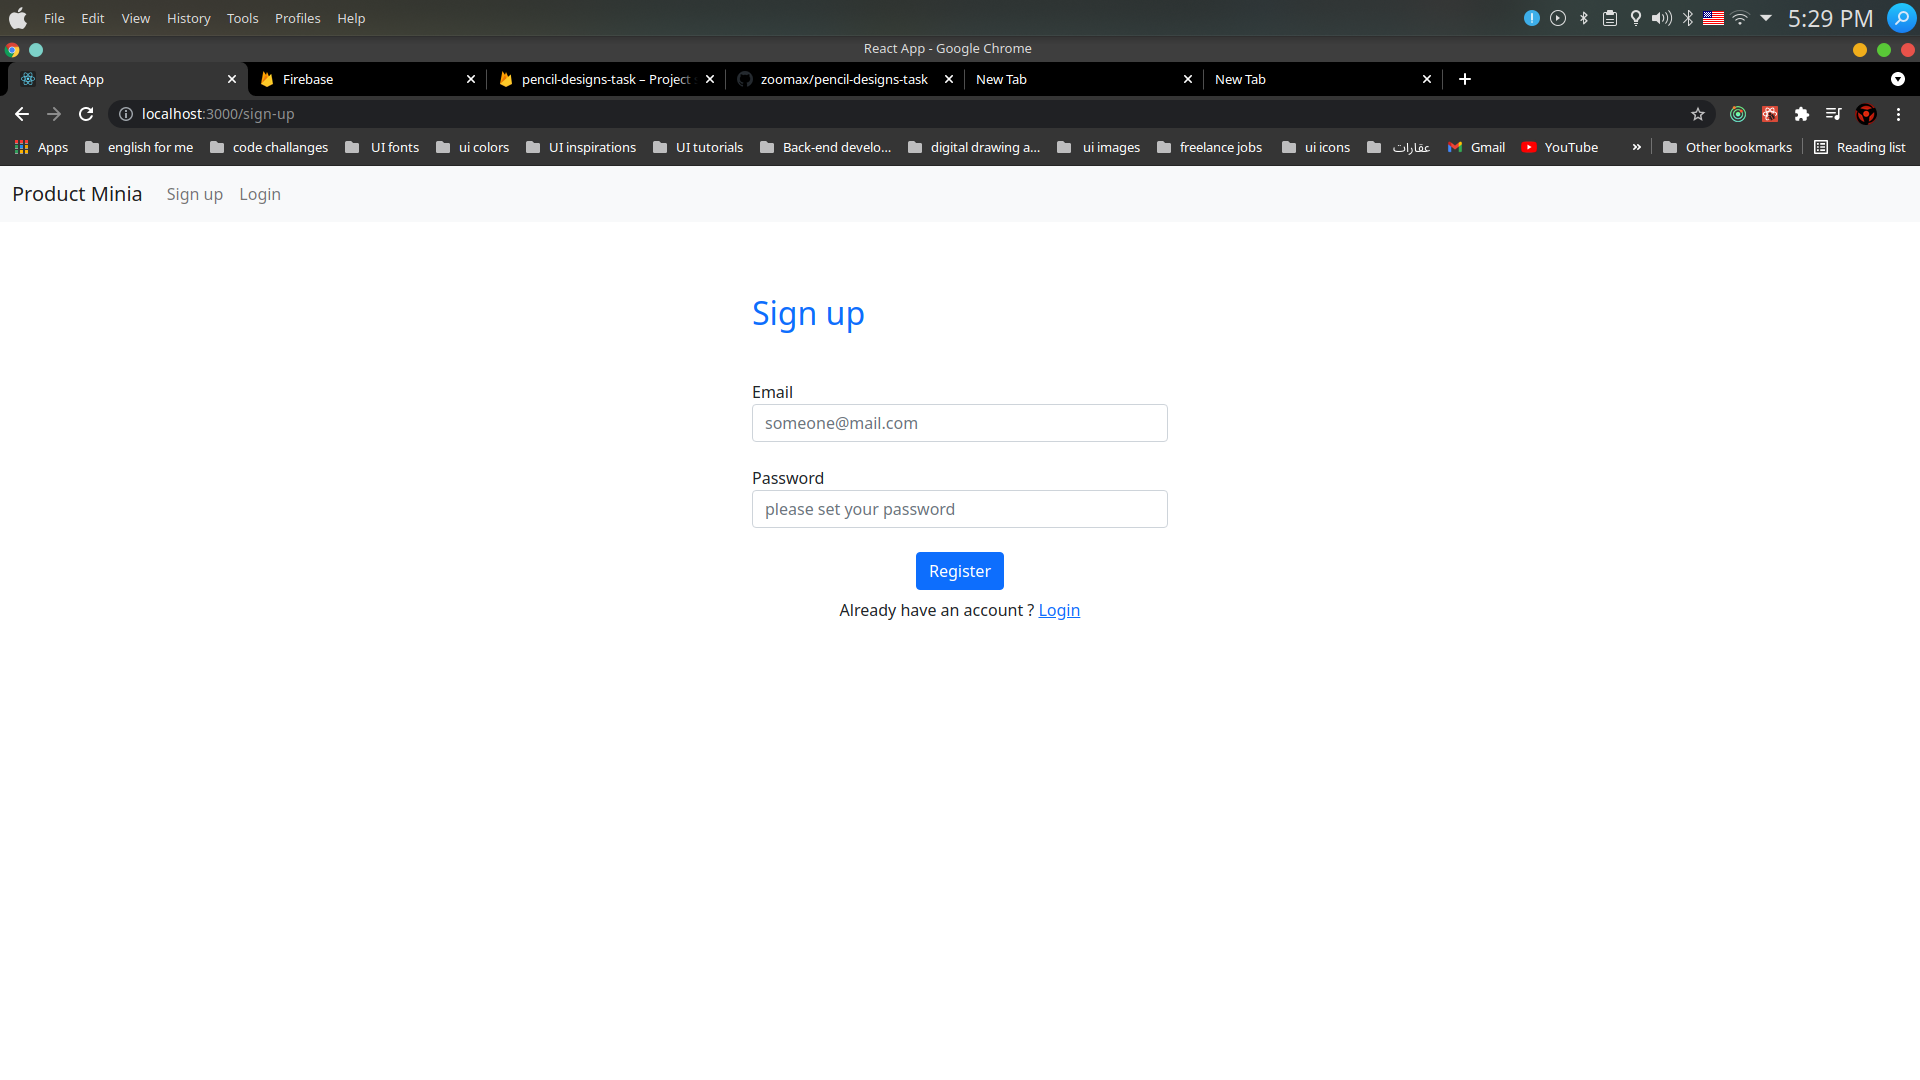 File Edit View History Tools Profiles Help 5:29 PM
React App - Google Chrome
React App Firebase pencil-designs-task – Project zoomax/pencil-designs-task New Tab New Tab
localhost:3000/sign-up
Apps english for me code challanges UI fonts ui colors UI inspirations UI tutorials Back-end develo... digital drawing a... ui images freelance jobs ui icons عقارات Gmail YouTube » Other bookmarks Reading list
Product Minia Sign up Login
Sign up
Email
someone@mail.com
Password
please set your password
Register
Already have an account ? Login